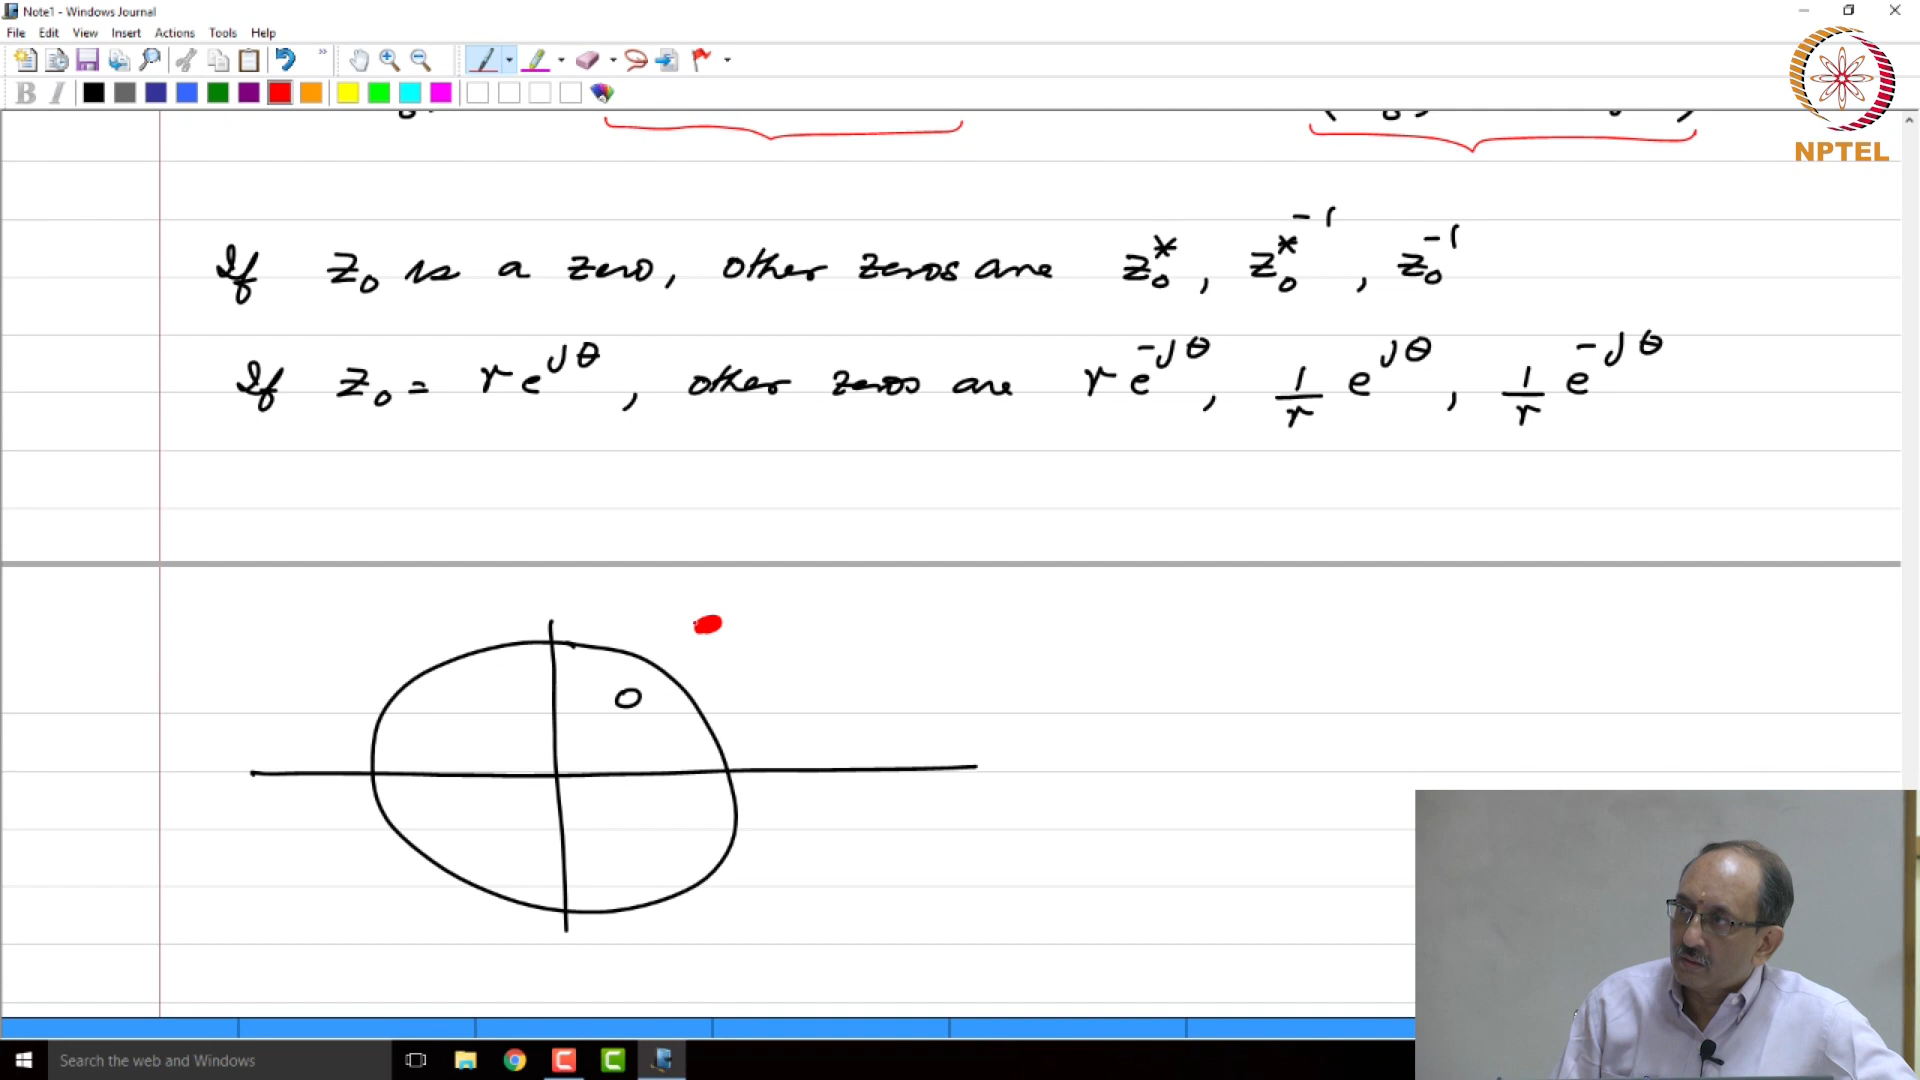 Note1 - Windows Journal
File Edit View Insert Actions Tools Help
B I
NPTEL
If z₀ is a zero, other zeros are z₀*, z₀*⁻¹, z₀⁻¹
If z₀ = r e^{jθ}, other zeros are r e^{-jθ}, 1/r e^{jθ}, 1/r e^{-jθ}
Search the web and Windows